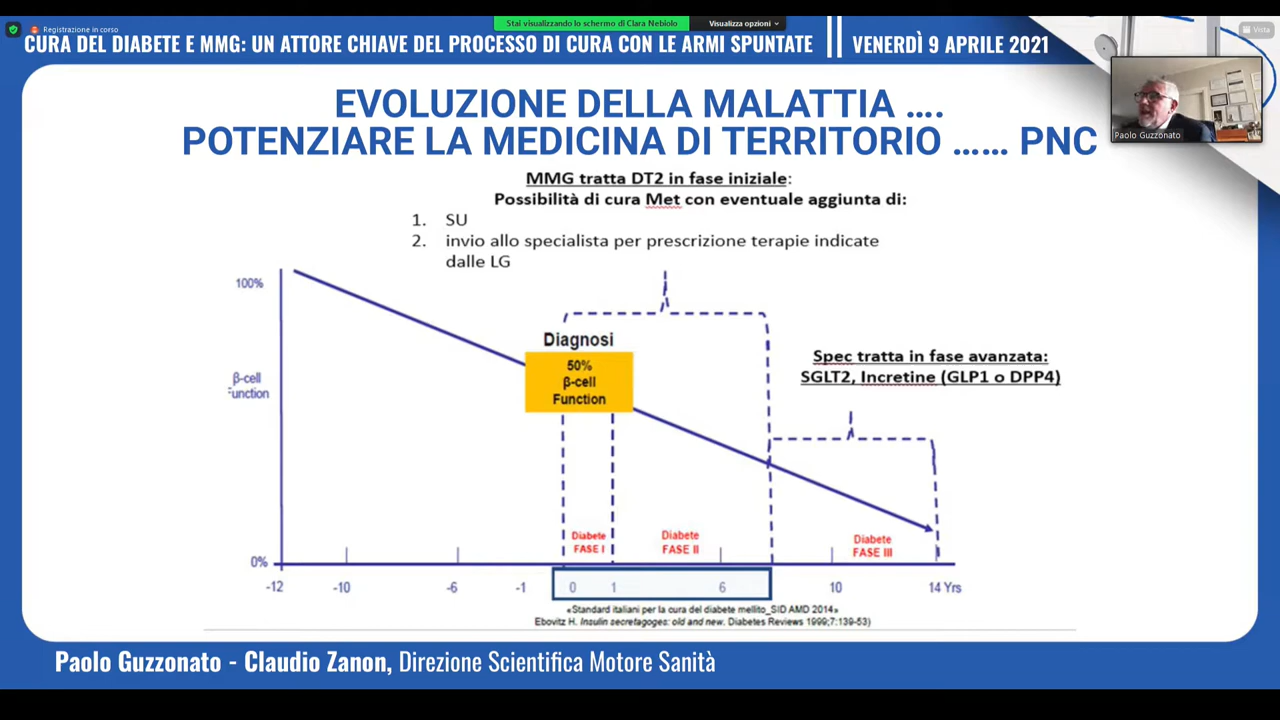 Stai visualizzando lo schermo di Clara Nebiolo
Visualizza opzioni
Registrazione in corso
Vista
CURA DEL DIABETE E MMG: UN ATTORE CHIAVE DEL PROCESSO DI CURA CON LE ARMI SPUNTATE
VENERDÌ 9 APRILE 2021
Paolo Guzzonato
EVOLUZIONE DELLA MALATTIA ....
POTENZIARE LA MEDICINA DI TERRITORIO ...... PNC
MMG tratta DT2 in fase iniziale:
Possibilità di cura Met con eventuale aggiunta di:
1. SU
2. invio allo specialista per prescrizione terapie indicate
dalle LG
100%
β-cell
Function
0%
Diagnosi
50%
β-cell
Function
Spec tratta in fase avanzata:
SGLT2, Incretine (GLP1 o DPP4)
Diabete
FASE I
Diabete
FASE II
Diabete
FASE III
-12 -10 -6 -1 0 1 6 10 14 Yrs
«Standard italiani per la cura del diabete mellito_SID AMD 2014»
Ebovitz H. Insulin secretagoges: old and new. Diabetes Reviews 1999;7:139-53)
Paolo Guzzonato - Claudio Zanon, Direzione Scientifica Motore Sanità